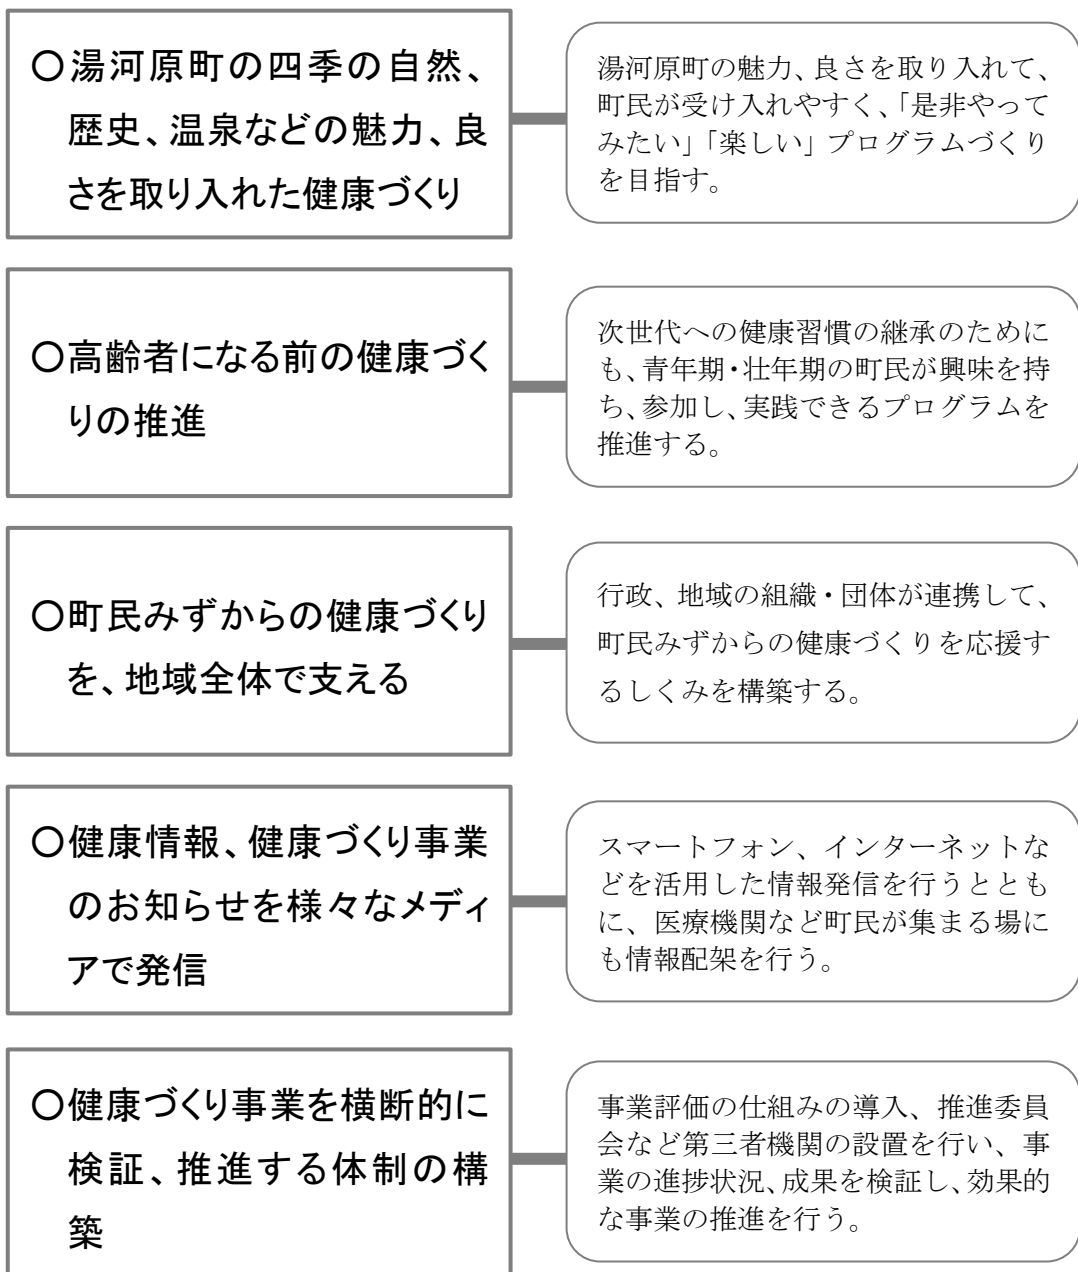 〇湯河原町の四季の自然、
歴史、温泉などの魅力、良
さを取り入れた健康づくり
湯河原町の魅力、良さを取り入れて、
町民が受け入れやすく、「是非やって
みたい」「楽しい」プログラムづくり
を目指す。
〇高齢者になる前の健康づく
りの推進
次世代への健康習慣の継承のために
も、青年期・壮年期の町民が興味を持
ち、参加し、実践できるプログラムを
推進する。
〇町民みずからの健康づくり
を、地域全体で支える
行政、地域の組織・団体が連携して、
町民みずからの健康づくりを応援す
るしくみを構築する。
〇健康情報、健康づくり事業
のお知らせを様々なメディ
アで発信
スマートフォン、インターネットな
どを活用した情報発信を行うととも
に、医療機関など町民が集まる場に
も情報配架を行う。
〇健康づくり事業を横断的に
検証、推進する体制の構
築
事業評価の仕組みの導入、推進委員
会など第三者機関の設置を行い、事
業の進捗状況、成果を検証し、効果的
な事業の推進を行う。